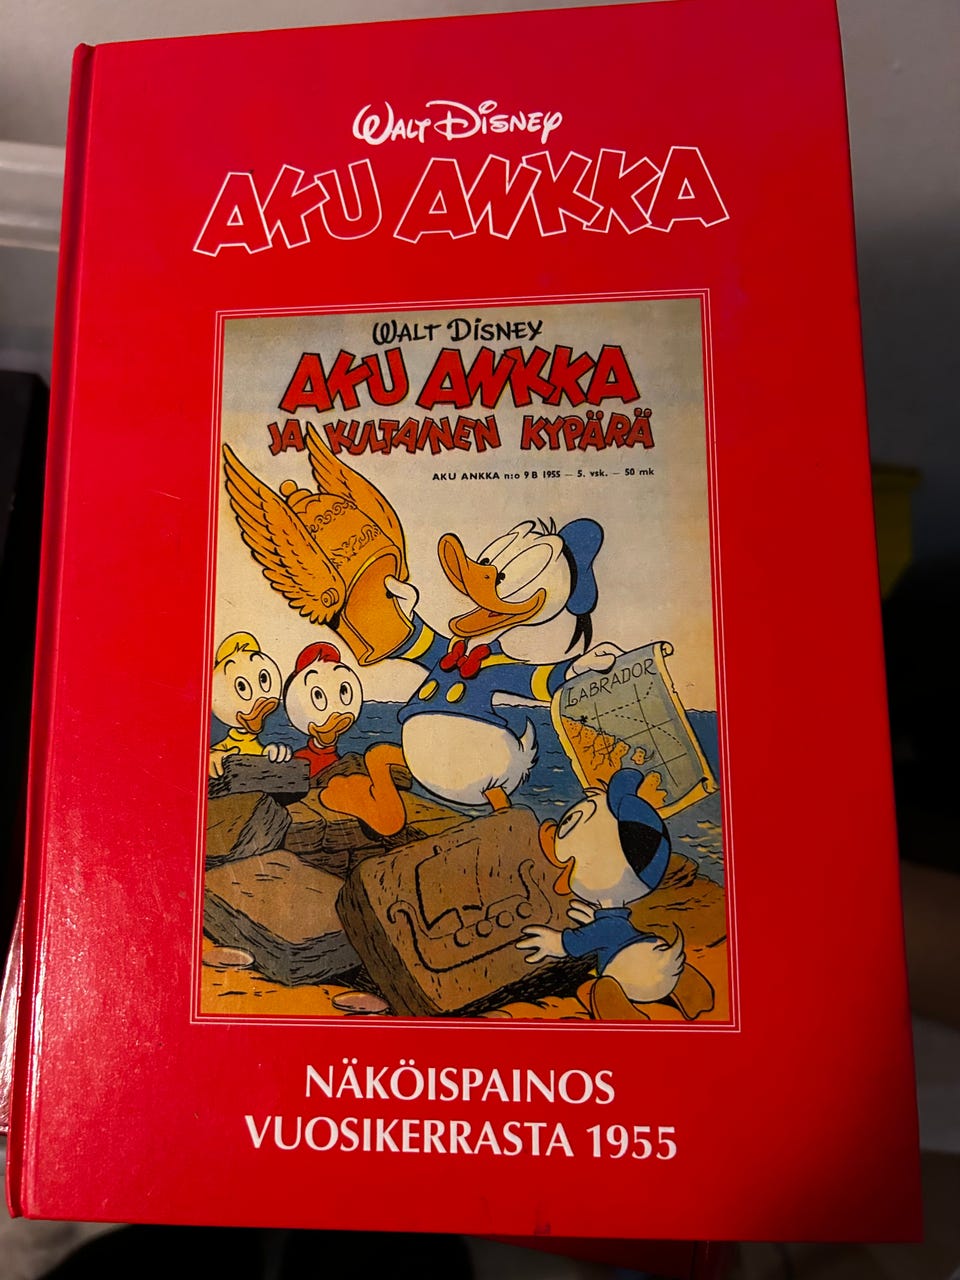 WALT DISNEY
AKU ANKKA
WALT DISNEY
AKU ANKKA
JA KULTAINEN KYPÄRÄ
AKU ANKKA n:o 9 B 1955 — 5. vsk. — 50 mk
LABRADOR
NÄKÖISPAINOS
VUOSIKERRASTA 1955